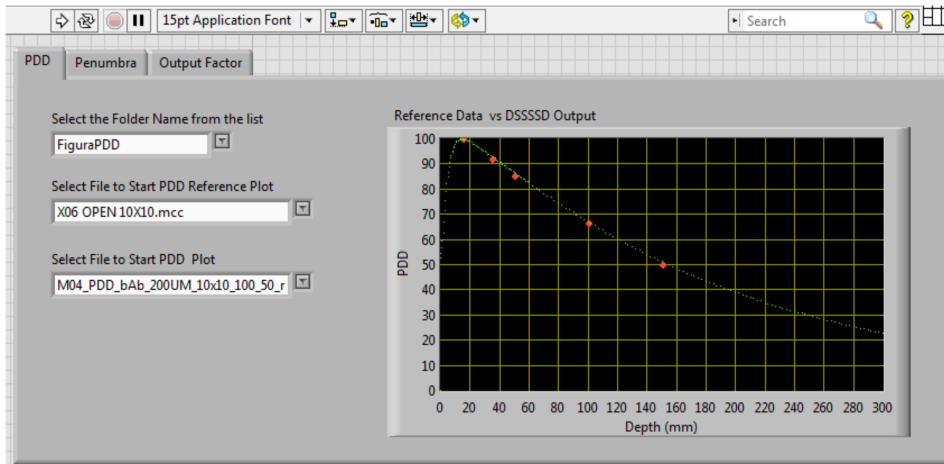 15pt Application Font
Search
?
PDD
Penumbra
Output Factor
Select the Folder Name from the list
FiguraPDD
Select File to Start PDD Reference Plot
X06 OPEN 10X10.mcc
Select File to Start PDD  Plot
M04_PDD_bAb_200UM_10x10_100_50_r
Reference Data  vs DSSSSD Output
100
90
80
70
60
50
40
30
20
10
0
PDD
0 20 40 60 80 100 120 140 160 180 200 220 240 260 280 300
Depth (mm)